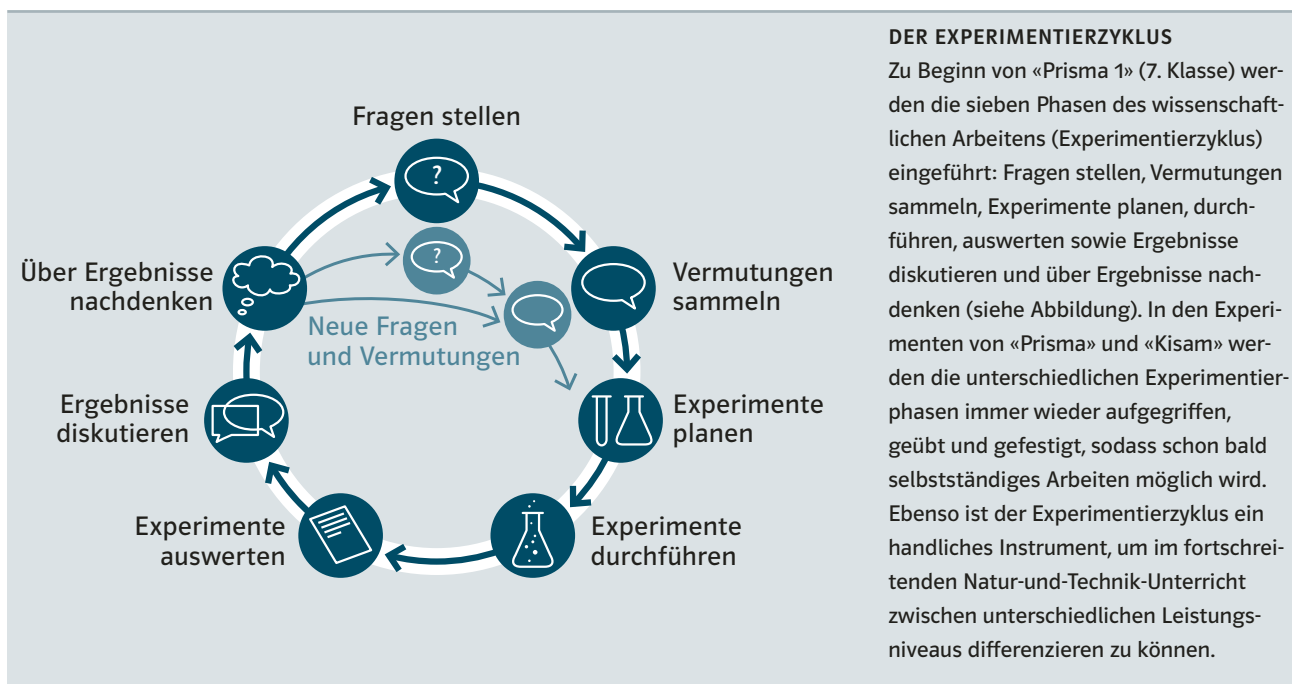 Fragen stellen
?
?
Vermutungen
sammeln
Experimente
planen
Experimente
durchführen
Experimente
auswerten
Ergebnisse
diskutieren
Über Ergebnisse
nachdenken
Neue Fragen
und Vermutungen
DER EXPERIMENTIERZYKLUS
Zu Beginn von «Prisma 1» (7. Klasse) wer-
den die sieben Phasen des wissenschaft-
lichen Arbeitens (Experimentierzyklus)
eingeführt: Fragen stellen, Vermutungen
sammeln, Experimente planen, durch-
führen, auswerten sowie Ergebnisse
diskutieren und über Ergebnisse nach-
denken (siehe Abbildung). In den Experi-
menten von «Prisma» und «Kisam» wer-
den die unterschiedlichen Experimentier-
phasen immer wieder aufgegriffen,
geübt und gefestigt, sodass schon bald
selbstständiges Arbeiten möglich wird.
Ebenso ist der Experimentierzyklus ein
handliches Instrument, um im fortschrei-
tenden Natur-und-Technik-Unterricht
zwischen unterschiedlichen Leistungs-
niveaus differenzieren zu können.